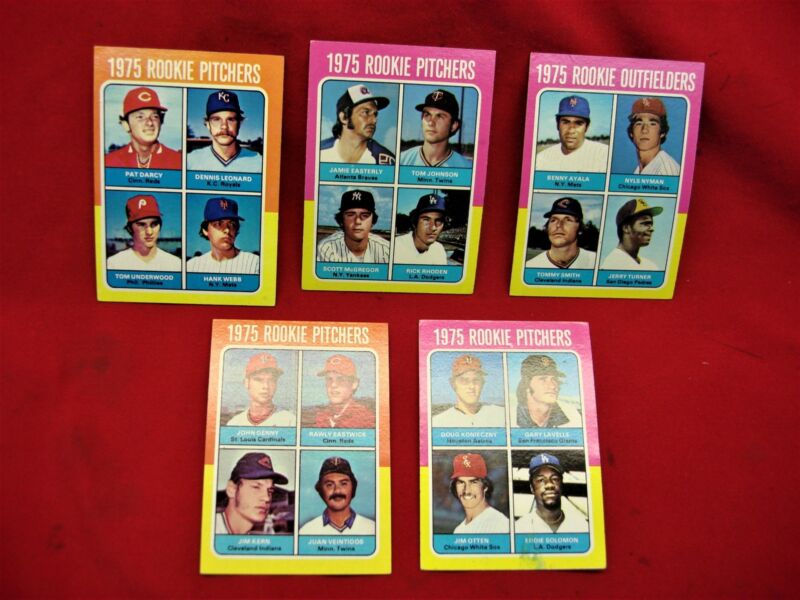 1975 ROOKIE PITCHERS
PAT DARCY
Cinn. Reds
DENNIS LEONARD
K.C. Royals
TOM UNDERWOOD
Phil. Phillies
HANK WEBB
N.Y. Mets
1975 ROOKIE PITCHERS
JAMIE EASTERLY
Atlanta Braves
TOM JOHNSON
Minn. Twins
SCOTT McGREGOR
N.Y. Yankees
RICK RHODEN
L.A. Dodgers
1975 ROOKIE OUTFIELDERS
BENNY AYALA
N.Y. Mets
NYLS NYMAN
Chicago White Sox
TOMMY SMITH
Cleveland Indians
JERRY TURNER
San Diego Padres
1975 ROOKIE PITCHERS
JOHN DENNY
St. Louis Cardinals
RAWLY EASTWICK
Cinn. Reds
JIM KERN
Cleveland Indians
JUAN VEINTIDOS
Minn. Twins
1975 ROOKIE PITCHERS
DOUG KONIECZNY
Houston Astros
GARY LAVELLE
San Francisco Giants
JIM OTTEN
Chicago White Sox
EDDIE SOLOMON
L.A. Dodgers